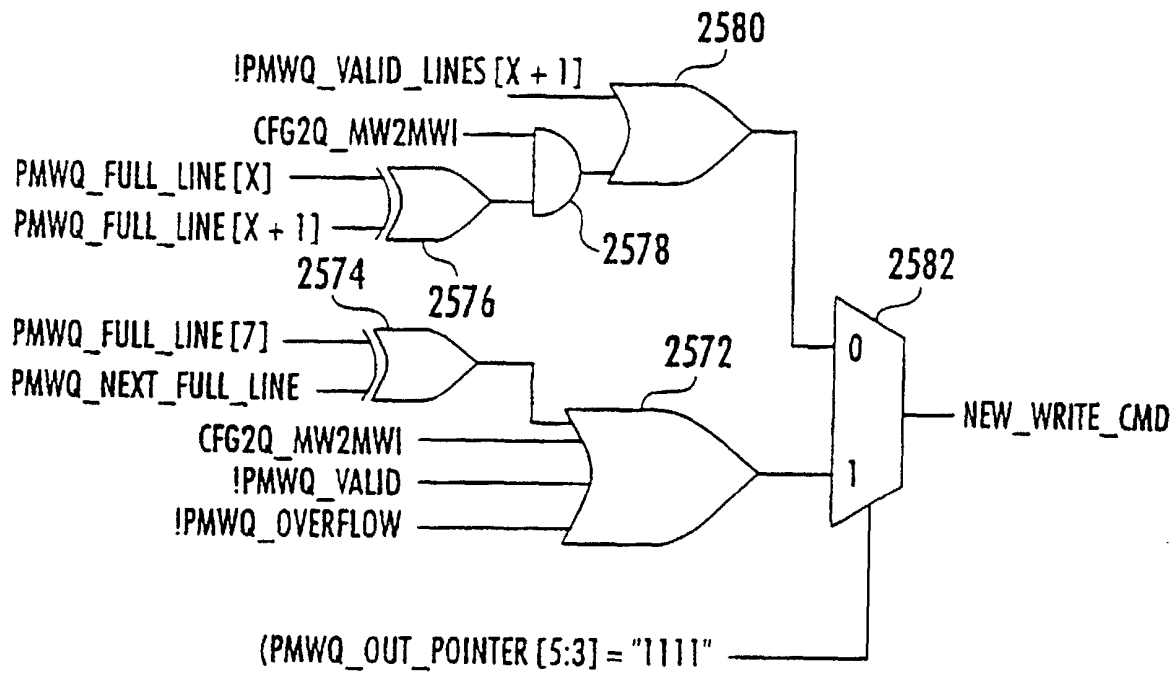 2580
!PMWQ_VALID_LINES [X + 1]
CFG2Q_MW2MWI
PMWQ_FULL_LINE [X]
PMWQ_FULL_LINE [X + 1]
2578
2574
2576
2582
PMWQ_FULL_LINE [7]
PMWQ_NEXT_FULL_LINE
2572
0
CFG2Q_MW2MWI
NEW_WRITE_CMD
!PMWQ_VALID
1
!PMWQ_OVERFLOW
(PMWQ_OUT_POINTER [5:3] = "1111"